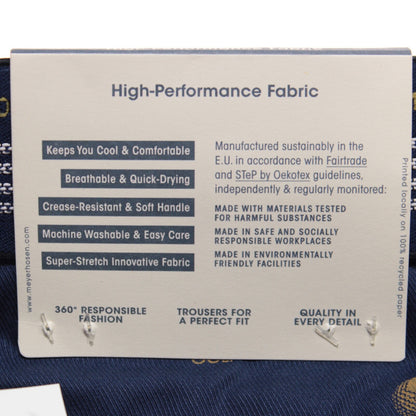 High-Performance Fabric
Keeps You Cool & Comfortable
Breathable & Quick-Drying
Crease-Resistant & Soft Handle
Machine Washable & Easy Care
Super-Stretch Innovative Fabric
Manufactured sustainably in the
E.U. in accordance with Fairtrade
and STeP by Oekotex guidelines,
independently & regularly monitored:
MADE WITH MATERIALS TESTED
FOR HARMFUL SUBSTANCES
MADE IN SAFE AND SOCIALLY
RESPONSIBLE WORKPLACES
MADE IN ENVIRONMENTALLY
FRIENDLY FACILITIES
360° RESPONSIBLE
FASHION
TROUSERS FOR
A PERFECT FIT
QUALITY IN
EVERY DETAIL
www.meyerhosen.com
Printed locally on 100%
recycled paper